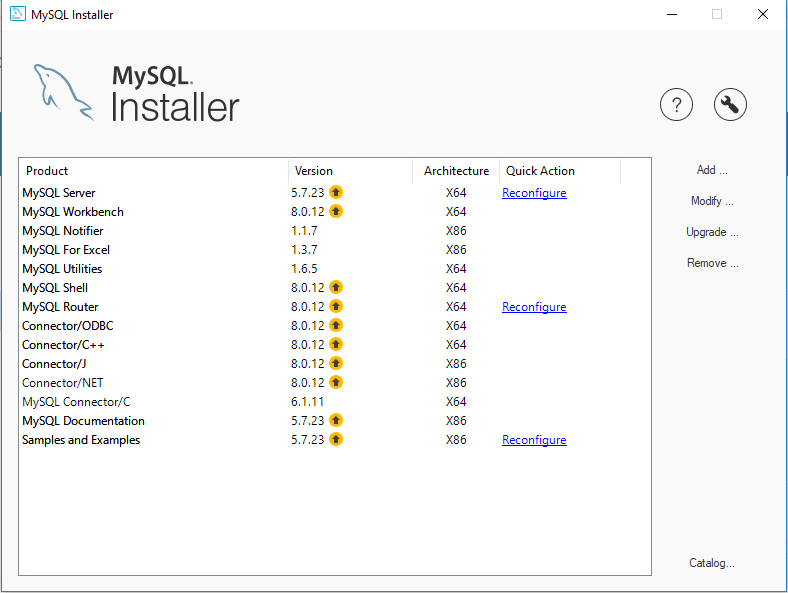 MySQL Installer
MySQL.
Installer
?
Product Version Architecture Quick Action
MySQL Server 5.7.23 X64 Reconfigure
MySQL Workbench 8.0.12 X64
MySQL Notifier 1.1.7 X86
MySQL For Excel 1.3.7 X86
MySQL Utilities 1.6.5 X64
MySQL Shell 8.0.12 X64
MySQL Router 8.0.12 X64 Reconfigure
Connector/ODBC 8.0.12 X64
Connector/C++ 8.0.12 X64
Connector/J 8.0.12 X86
Connector/NET 8.0.12 X86
MySQL Connector/C 6.1.11 X64
MySQL Documentation 5.7.23 X86
Samples and Examples 5.7.23 X86 Reconfigure
Add ...
Modify ...
Upgrade ...
Remove ...
Catalog...